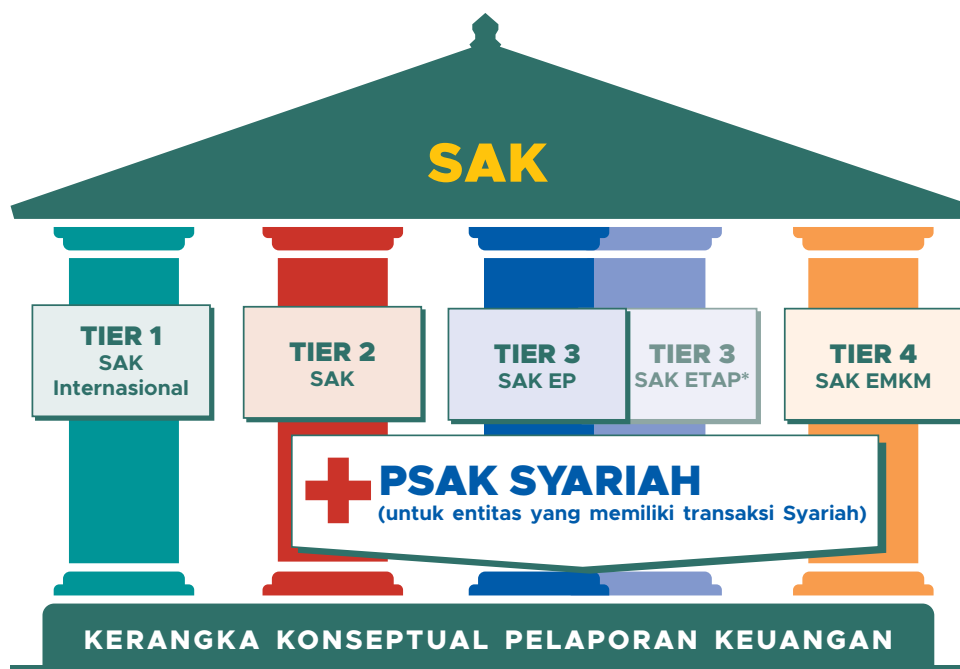 SAK
TIER 1
SAK
Internasional
TIER 2
SAK
TIER 3
SAK EP
TIER 3
SAK ETAP*
TIER 4
SAK EMKM
PSAK SYARIAH
(untuk entitas yang memiliki transaksi Syariah)
KERANGKA KONSEPTUAL PELAPORAN KEUANGAN